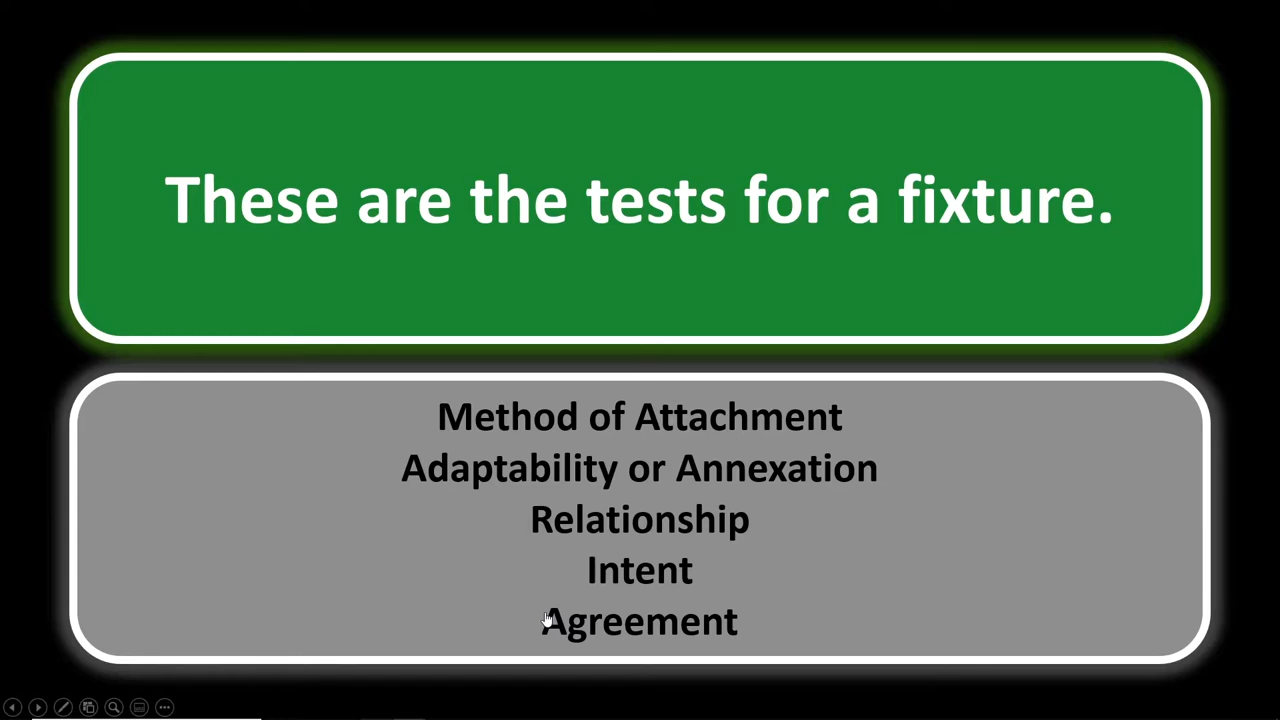 These are the tests for a fixture.
Method of Attachment
Adaptability or Annexation
Relationship
Intent
Agreement